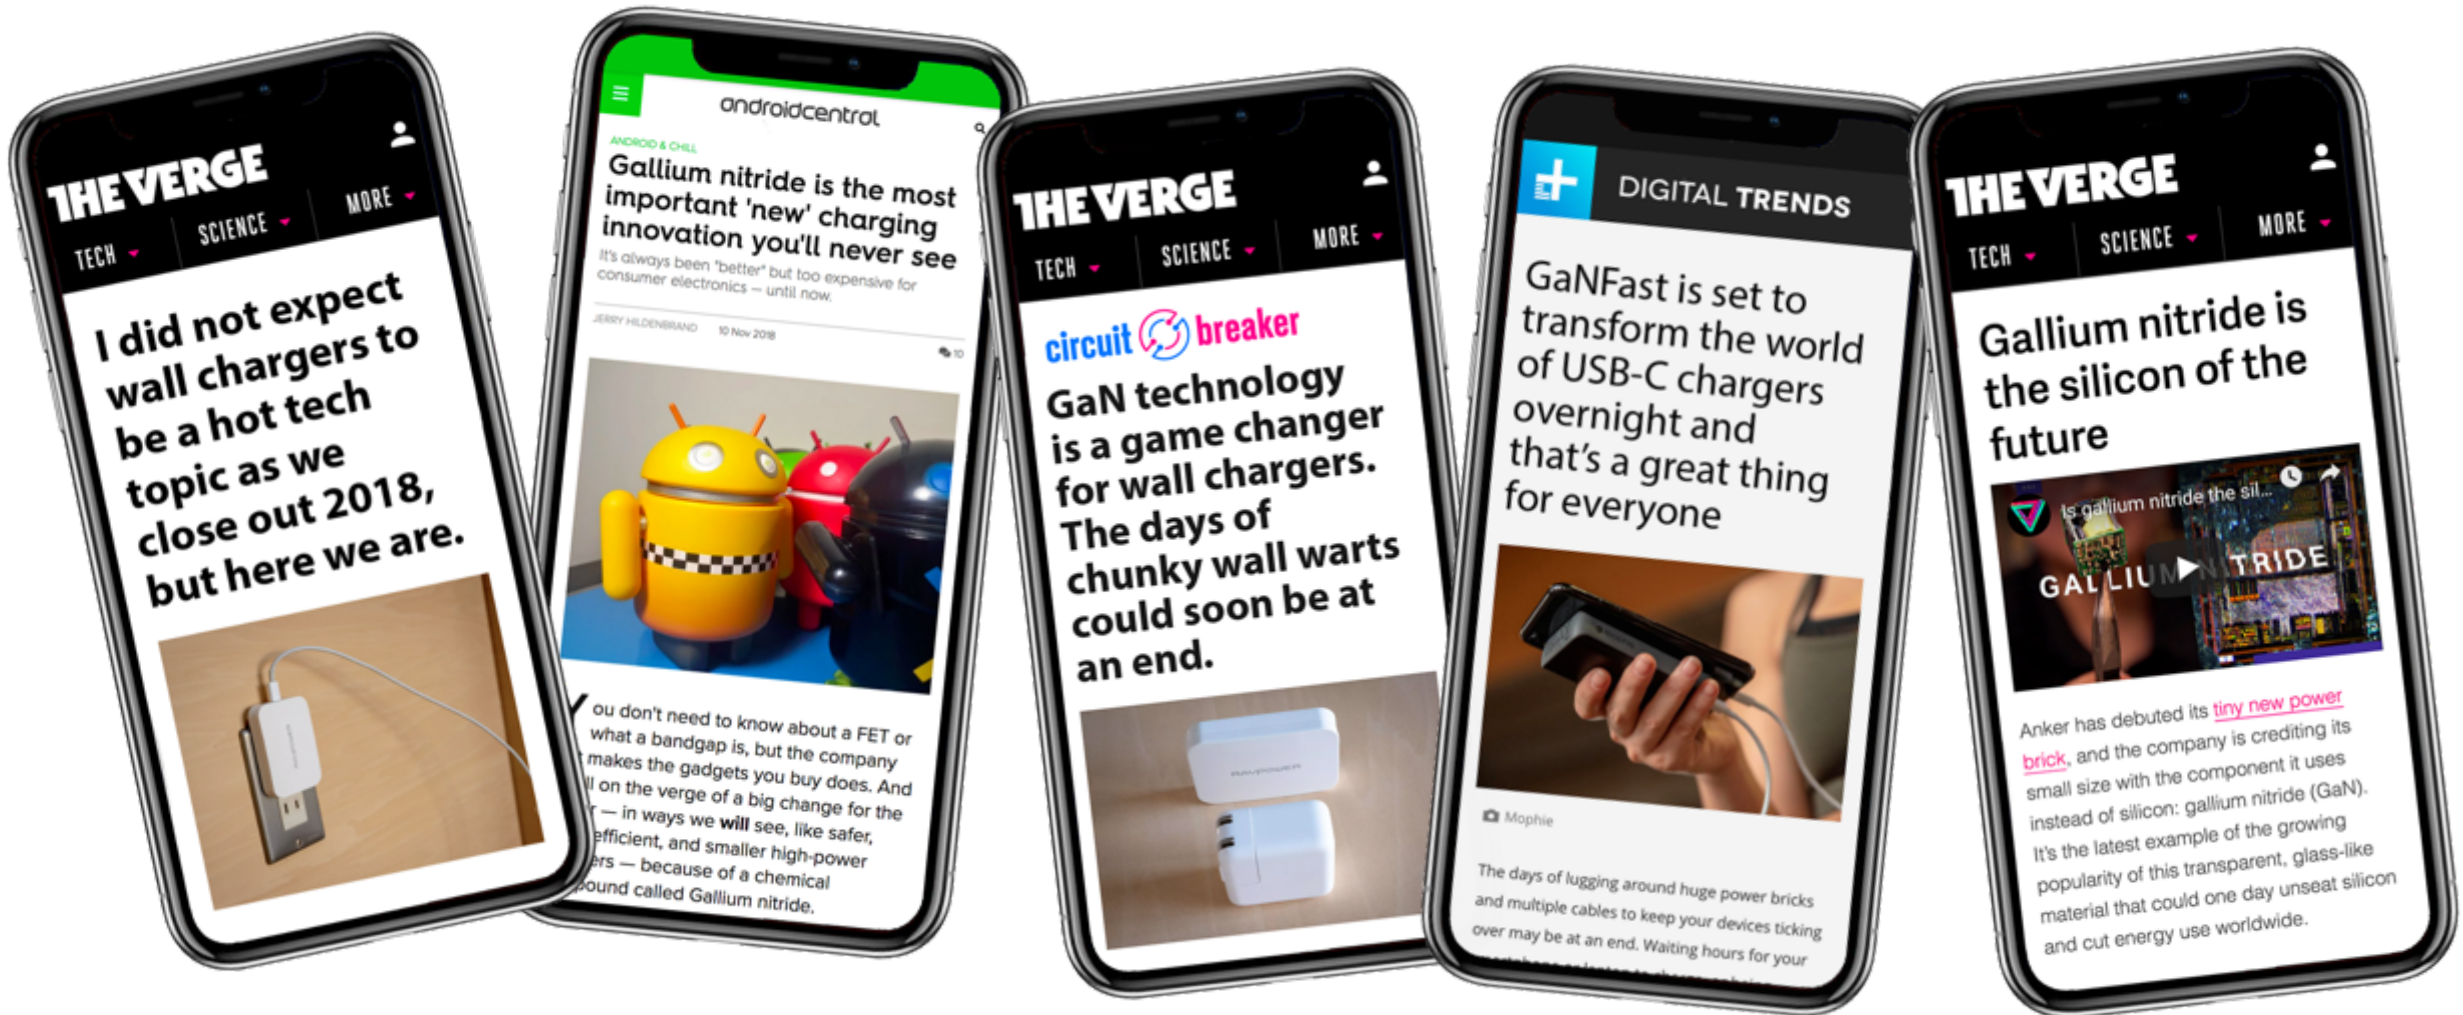 THE VERGE
TECH SCIENCE MORE
I did not expect
wall chargers to
be a hot tech
topic as we
close out 2018,
but here we are.
androidcentral
ANDROID & CHILL
Gallium nitride is the most
important 'new' charging
innovation you'll never see
It's always been "better" but too expensive for
consumer electronics — until now.
JERRY HILDENBRAND 10 Nov 2018
10
ou don't need to know about a FET or
what a bandgap is, but the company
makes the gadgets you buy does. And
on the verge of a big change for the
— in ways we will see, like safer,
efficient, and smaller high-power
— because of a chemical
called Gallium nitride.
THE VERGE
TECH SCIENCE MORE
circuit breaker
GaN technology
is a game changer
for wall chargers.
The days of
chunky wall warts
could soon be at
an end.
RAVPOWER
DIGITAL TRENDS
GaNFast is set to
transform the world
of USB-C chargers
overnight and
that's a great thing
for everyone
Mophie
The days of lugging around huge power bricks
and multiple cables to keep your devices ticking
over may be at an end. Waiting hours for your
THE VERGE
TECH SCIENCE MORE
Gallium nitride is
the silicon of the
future
Is gallium nitride the sil...
GALLIUM NITRIDE
Anker has debuted its tiny new power
brick, and the company is crediting its
small size with the component it uses
instead of silicon: gallium nitride (GaN).
It's the latest example of the growing
popularity of this transparent, glass-like
material that could one day unseat silicon
and cut energy use worldwide.